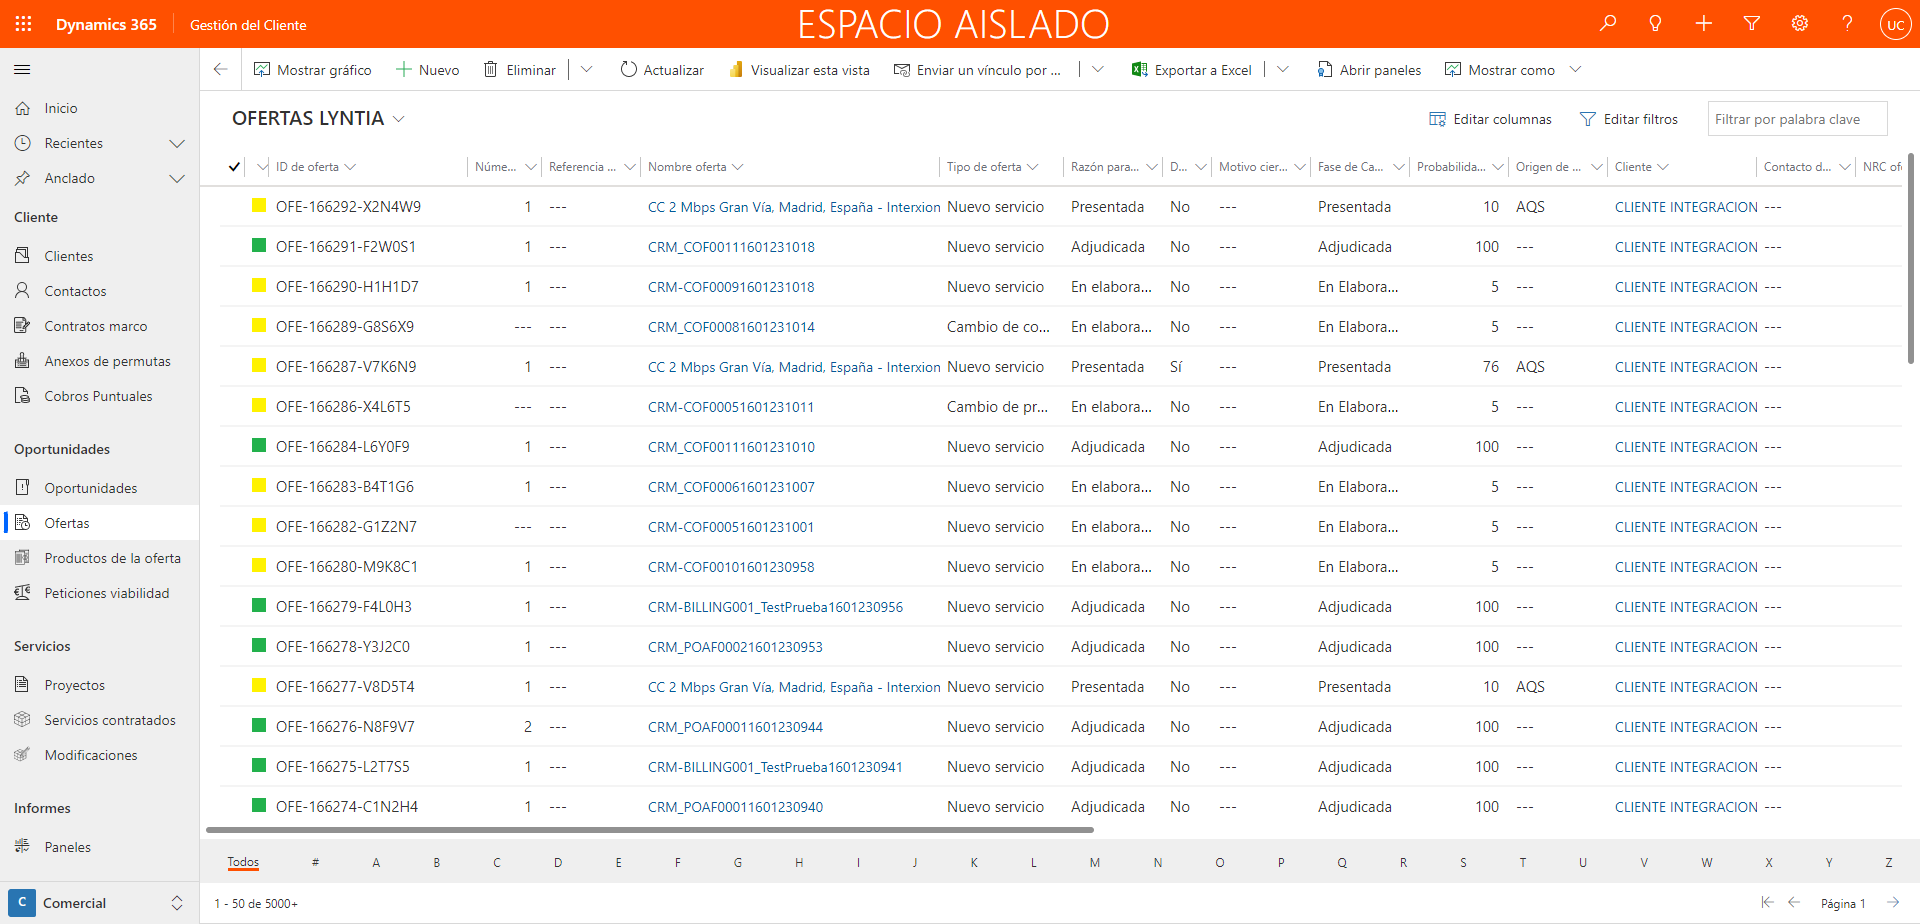 Dynamics 365
Gestión del Cliente
ESPACIO AISLADO
UC
Mostrar gráfico
Nuevo
Eliminar
Actualizar
Visualizar esta vista
Enviar un vínculo por ...
Exportar a Excel
Abrir paneles
Mostrar como
Inicio
Recientes
Anclado
Cliente
Clientes
Contactos
Contratos marco
Anexos de permutas
Cobros Puntuales
Oportunidades
Oportunidades
Ofertas
Productos de la oferta
Peticiones viabilidad
Servicios
Proyectos
Servicios contratados
Modificaciones
Informes
Paneles
C Comercial
OFERTAS LYNTIA
Editar columnas
Editar filtros
Filtrar por palabra clave
ID de oferta Núme... Referencia ... Nombre oferta Tipo de oferta Razón para... D... Motivo cier... Fase de Ca... Probabilida... Origen de ... Cliente Contacto d... NRC of
OFE-166292-X2N4W9 1 --- CC 2 Mbps Gran Vía, Madrid, España - Interxion Nuevo servicio Presentada No --- Presentada 10 AQS CLIENTE INTEGRACION ---
OFE-166291-F2W0S1 1 --- CRM_COF00111601231018 Nuevo servicio Adjudicada No --- Adjudicada 100 --- CLIENTE INTEGRACION ---
OFE-166290-H1H1D7 1 --- CRM-COF00091601231018 Nuevo servicio En elabora... No --- En Elabora... 5 --- CLIENTE INTEGRACION ---
OFE-166289-G8S6X9 --- --- CRM_COF00081601231014 Cambio de co... En elabora... No --- En Elabora... 5 --- CLIENTE INTEGRACION ---
OFE-166287-V7K6N9 1 --- CC 2 Mbps Gran Vía, Madrid, España - Interxion Nuevo servicio Presentada Sí --- Presentada 76 AQS CLIENTE INTEGRACION ---
OFE-166286-X4L6T5 --- --- CRM-COF00051601231011 Cambio de pr... En elabora... No --- En Elabora... 5 --- CLIENTE INTEGRACION ---
OFE-166284-L6Y0F9 1 --- CRM_COF00111601231010 Nuevo servicio Adjudicada No --- Adjudicada 100 --- CLIENTE INTEGRACION ---
OFE-166283-B4T1G6 1 --- CRM_COF00061601231007 Nuevo servicio En elabora... No --- En Elabora... 5 --- CLIENTE INTEGRACION ---
OFE-166282-G1Z2N7 --- --- CRM-COF00051601231001 Nuevo servicio En elabora... No --- En Elabora... 5 --- CLIENTE INTEGRACION ---
OFE-166280-M9K8C1 1 --- CRM-COF00101601230958 Nuevo servicio En elabora... No --- En Elabora... 5 --- CLIENTE INTEGRACION ---
OFE-166279-F4L0H3 1 --- CRM-BILLING001_TestPrueba1601230956 Nuevo servicio Adjudicada No --- Adjudicada 100 --- CLIENTE INTEGRACION ---
OFE-166278-Y3J2C0 1 --- CRM_POAF00021601230953 Nuevo servicio Adjudicada No --- Adjudicada 100 --- CLIENTE INTEGRACION ---
OFE-166277-V8D5T4 1 --- CC 2 Mbps Gran Vía, Madrid, España - Interxion Nuevo servicio Presentada No --- Presentada 10 AQS CLIENTE INTEGRACION ---
OFE-166276-N8F9V7 2 --- CRM_POAF00011601230944 Nuevo servicio Adjudicada No --- Adjudicada 100 --- CLIENTE INTEGRACION ---
OFE-166275-L2T7S5 1 --- CRM-BILLING001_TestPrueba1601230941 Nuevo servicio Adjudicada No --- Adjudicada 100 --- CLIENTE INTEGRACION ---
OFE-166274-C1N2H4 1 --- CRM_POAF00011601230940 Nuevo servicio Adjudicada No --- Adjudicada 100 --- CLIENTE INTEGRACION ---
Todos # A B C D E F G H I J K L M N O P Q R S T U V W X Y Z
1 - 50 de 5000+
Página 1